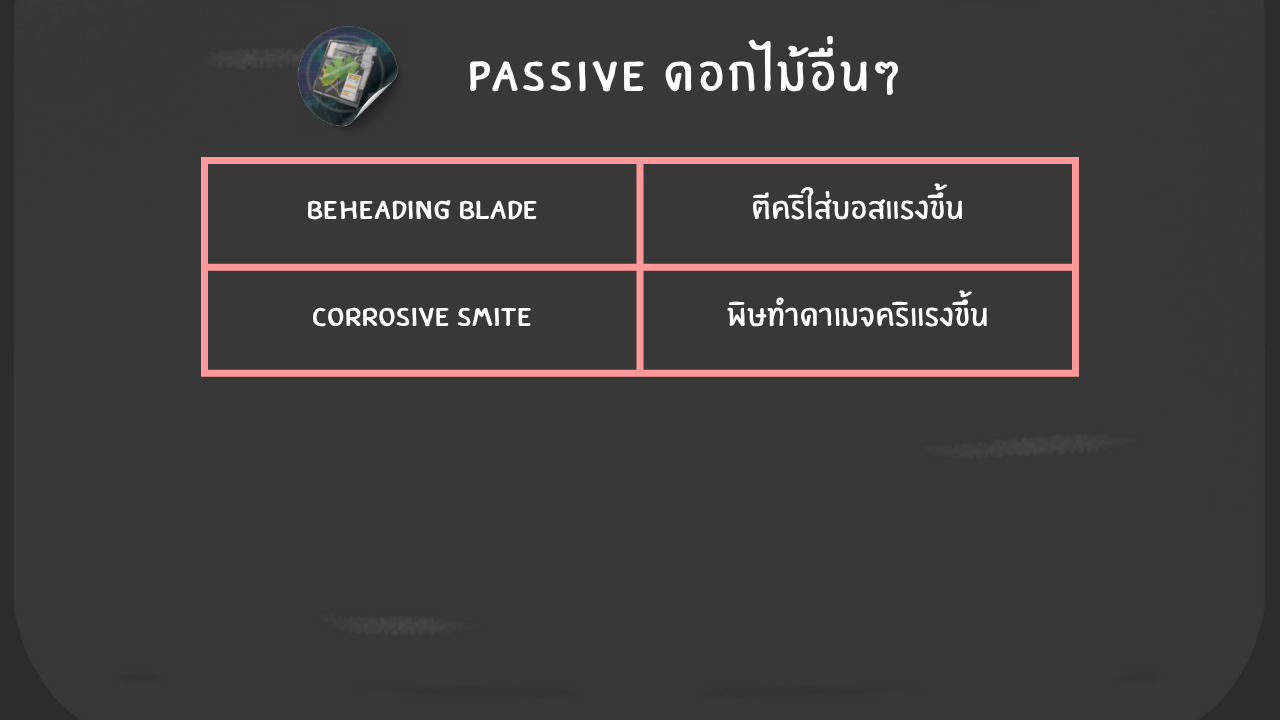 PASSIVE ดอกไม้อื่นๆ
BEHEADING BLADE
ตีคริใส่บอสแรงขึ้น
CORROSIVE SMITE
พิษทำดาเมจคริแรงขึ้น